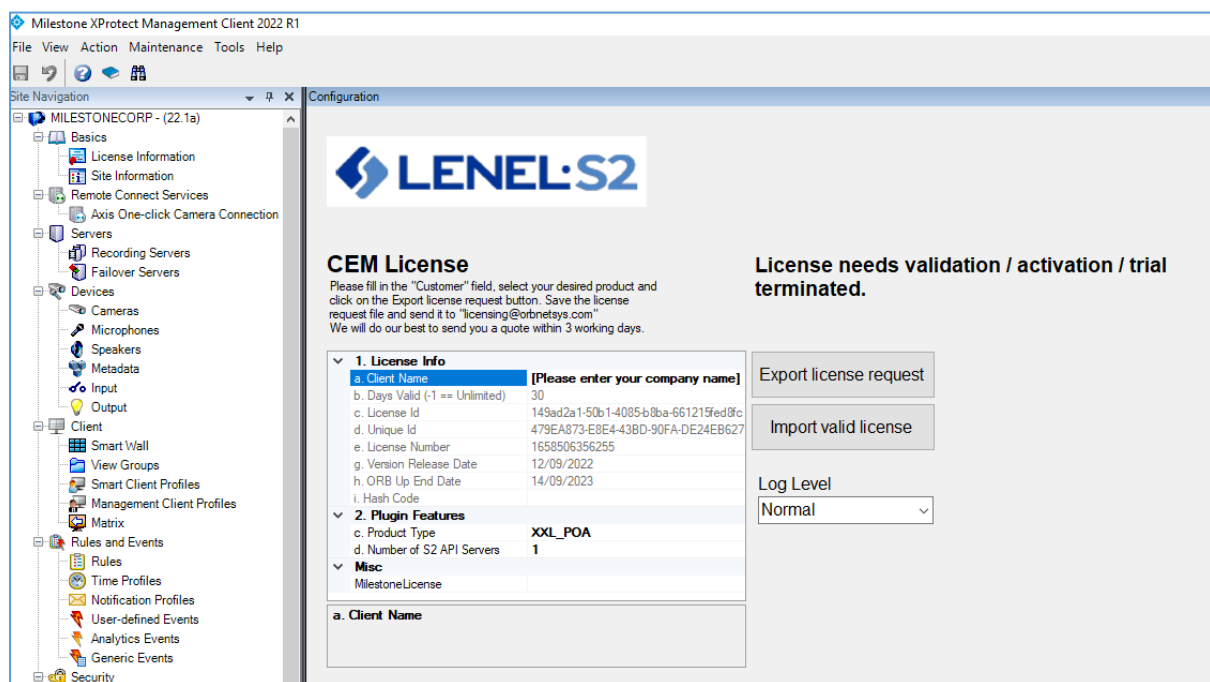 Milestone XProtect Management Client 2022 R1
File View Action Maintenance Tools Help
Site Navigation
Configuration
MILESTONECORP - (22.1a)
Basics
License Information
Site Information
Remote Connect Services
Axis One-click Camera Connection
Servers
Recording Servers
Failover Servers
Devices
Cameras
Microphones
Speakers
Metadata
Input
Output
Client
Smart Wall
View Groups
Smart Client Profiles
Management Client Profiles
Matrix
Rules and Events
Rules
Time Profiles
Notification Profiles
User-defined Events
Analytics Events
Generic Events
Security
LENEL·S2
CEM License
Please fill in the "Customer" field, select your desired product and
click on the Export license request button. Save the license
request file and send it to "licensing@orbnetsys.com"
We will do our best to send you a quote within 3 working days.
1. License Info
a. Client Name [Please enter your company name]
b. Days Valid (-1 == Unlimited) 30
c. License Id 149ad2a1-50b1-4085-b8ba-661215fed8fc
d. Unique Id 479EA873-E8E4-43BD-90FA-DE24EB627
e. License Number 1658506356255
g. Version Release Date 12/09/2022
h. ORB Up End Date 14/09/2023
i. Hash Code
2. Plugin Features
c. Product Type XXL_POA
d. Number of S2 API Servers 1
Misc
MilestoneLicense
a. Client Name
License needs validation / activation / trial
terminated.
Export license request
Import valid license
Log Level
Normal